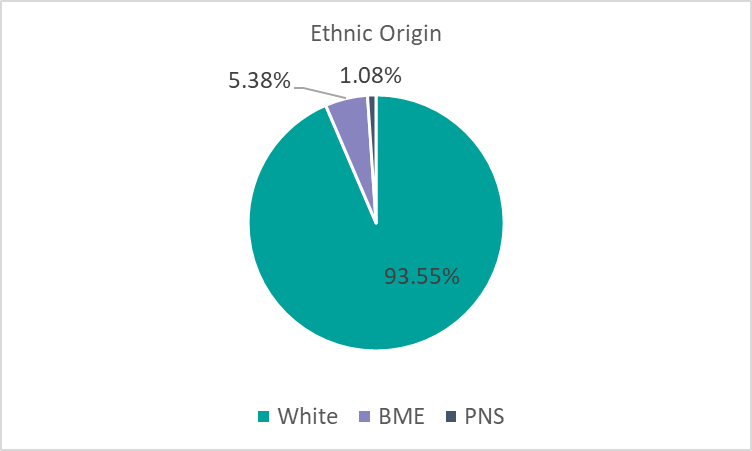 Ethnic Origin
5.38%
1.08%
93.55%
White
BME
PNS